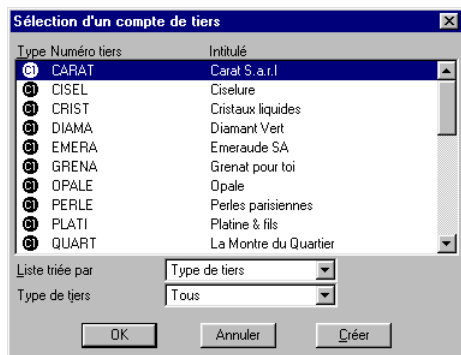 Sélection d'un compte de tiers
Type Numéro tiers Intitulé
CARAT Carat S.a.r.l
CISEL Ciselure
CRIST Cristaux liquides
DIAMA Diamant Vert
EMERA Emeraude SA
GRENA Grenat pour toi
OPALE Opale
PERLE Perles parisiennes
PLATI Platine & fils
QUART La Montre du Quartier
Liste triée par Type de tiers
Type de tiers Tous
OK Annuler Créer